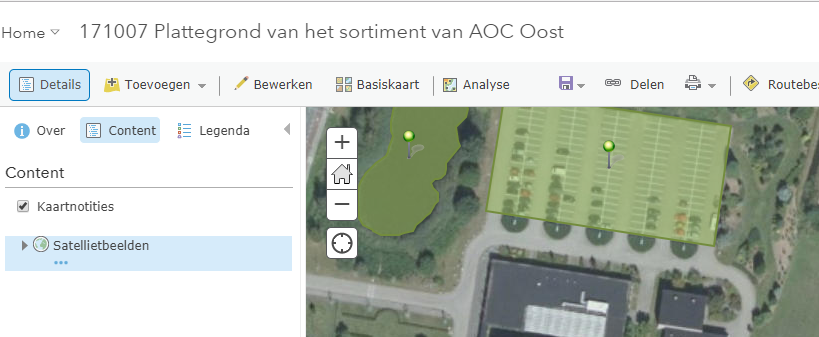 Home 171007 Plattegrond van het sortiment van AOC Oost
Details Toevoegen Bewerken Basiskaart Analyse Delen Routebes
Over Content Legenda
Content
Kaartnotities
Satellietbeelden